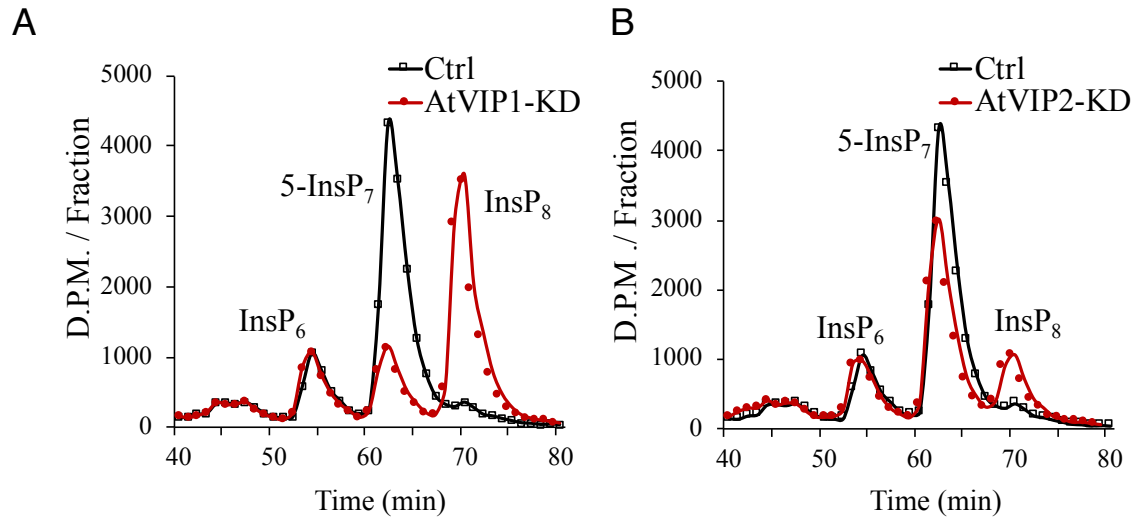 A
5000
4000
3000
2000
1000
0
D.P.M. / Fraction
Ctrl
AtVIP1-KD
5-InsP₇
InsP₈
InsP₆
40 50 60 70 80
Time (min)
B
5000
4000
3000
2000
1000
0
D.P.M ./ Fraction
Ctrl
AtVIP2-KD
5-InsP₇
InsP₆
InsP₈
40 50 60 70 80
Time (min)